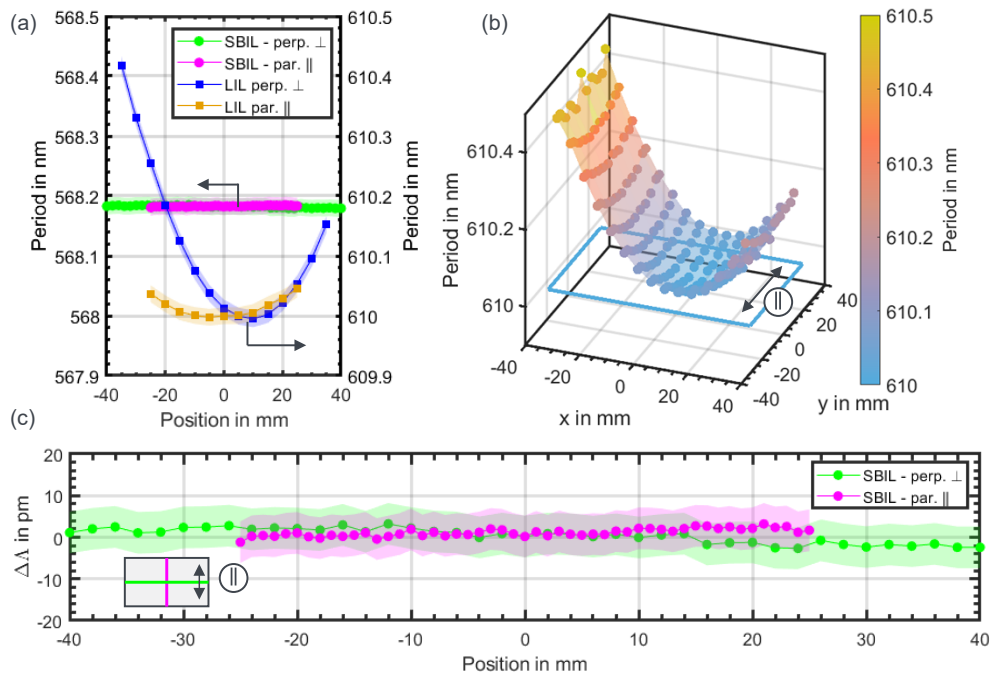 (a)
568.5
568.4
568.3
568.2
568.1
568
567.9
Period in nm
610.5
610.4
610.3
610.2
610.1
610
609.9
Period in nm
SBIL - perp. ⊥
SBIL - par. ∥
LIL perp. ⊥
LIL par. ∥
-40 -20 0 20 40
Position in mm
(b)
610.4
610.2
610
Period in nm
-40 -20 0 20 40
x in mm
-40 -20 0 20 40
y in mm
∥
610.5
610.4
610.3
610.2
610.1
610
Period in nm
(c)
20
10
0
-10
-20
ΔΛ in pm
SBIL - perp. ⊥
SBIL - par. ∥
∥
-40 -30 -20 -10 0 10 20 30 40
Position in mm